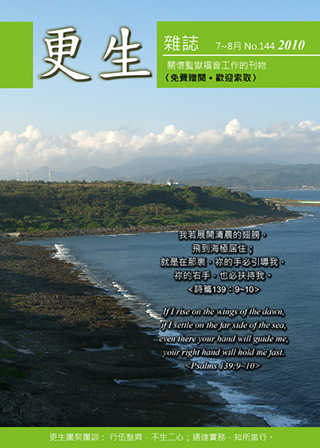 更生 雜誌 7~8月 No.144 2010
關懷監獄福音工作的刊物
〈免費贈閱•歡迎索取〉
我若展開清晨的翅膀，
飛到海極居住；
就是在那裏，祢的手必引導我，
祢的右手，也必扶持我。
<詩篇139：9~10>
If I rise on the wings of the dawn,
if I settle on the far side of the sea,
even there your hand will guide me,
your right hand will hold me fast.
<Psalms 139:9~10>
更生團契團訓： 行伍整齊，不生二心；通達實務，知所當行。